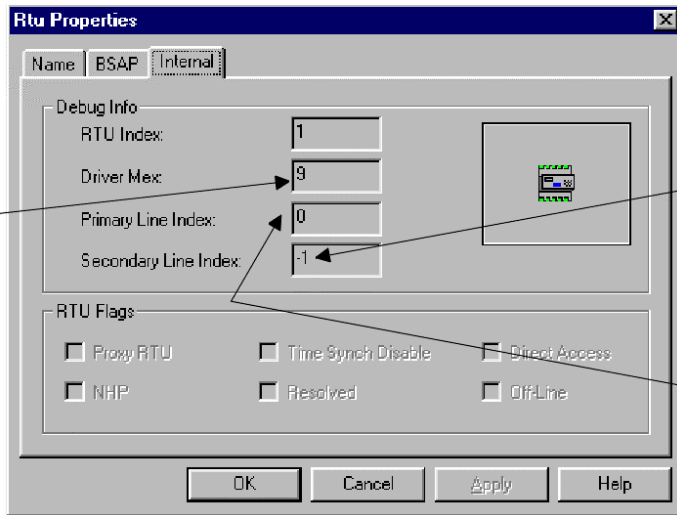 Rtu Properties
Name BSAP Internal
Debug Info
RTU Index: 1
Driver Mex: 9
Primary Line Index: 0
Secondary Line Index: -1
RTU Flags
Proxy RTU Time Synch Disable Direct Access
NHP Resolved Off-Line
OK Cancel Apply Help